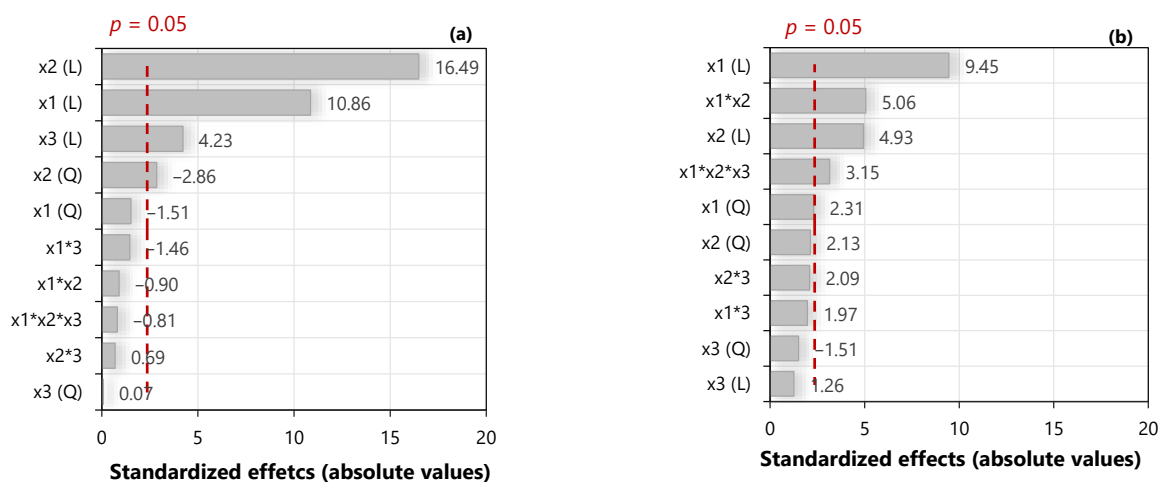 p = 0.05
(a)
x2 (L)
16.49
x1 (L)
10.86
x3 (L)
4.23
x2 (Q)
–2.86
x1 (Q)
–1.51
x1*3
–1.46
x1*x2
–0.90
x1*x2*x3
–0.81
x2*3
0.69
x3 (Q)
0.07
0 5 10 15 20
Standardized effetcs (absolute values)
p = 0.05
(b)
x1 (L)
9.45
x1*x2
5.06
x2 (L)
4.93
x1*x2*x3
3.15
x1 (Q)
2.31
x2 (Q)
2.13
x2*3
2.09
x1*3
1.97
x3 (Q)
–1.51
x3 (L)
1.26
0 5 10 15 20
Standardized effects (absolute values)